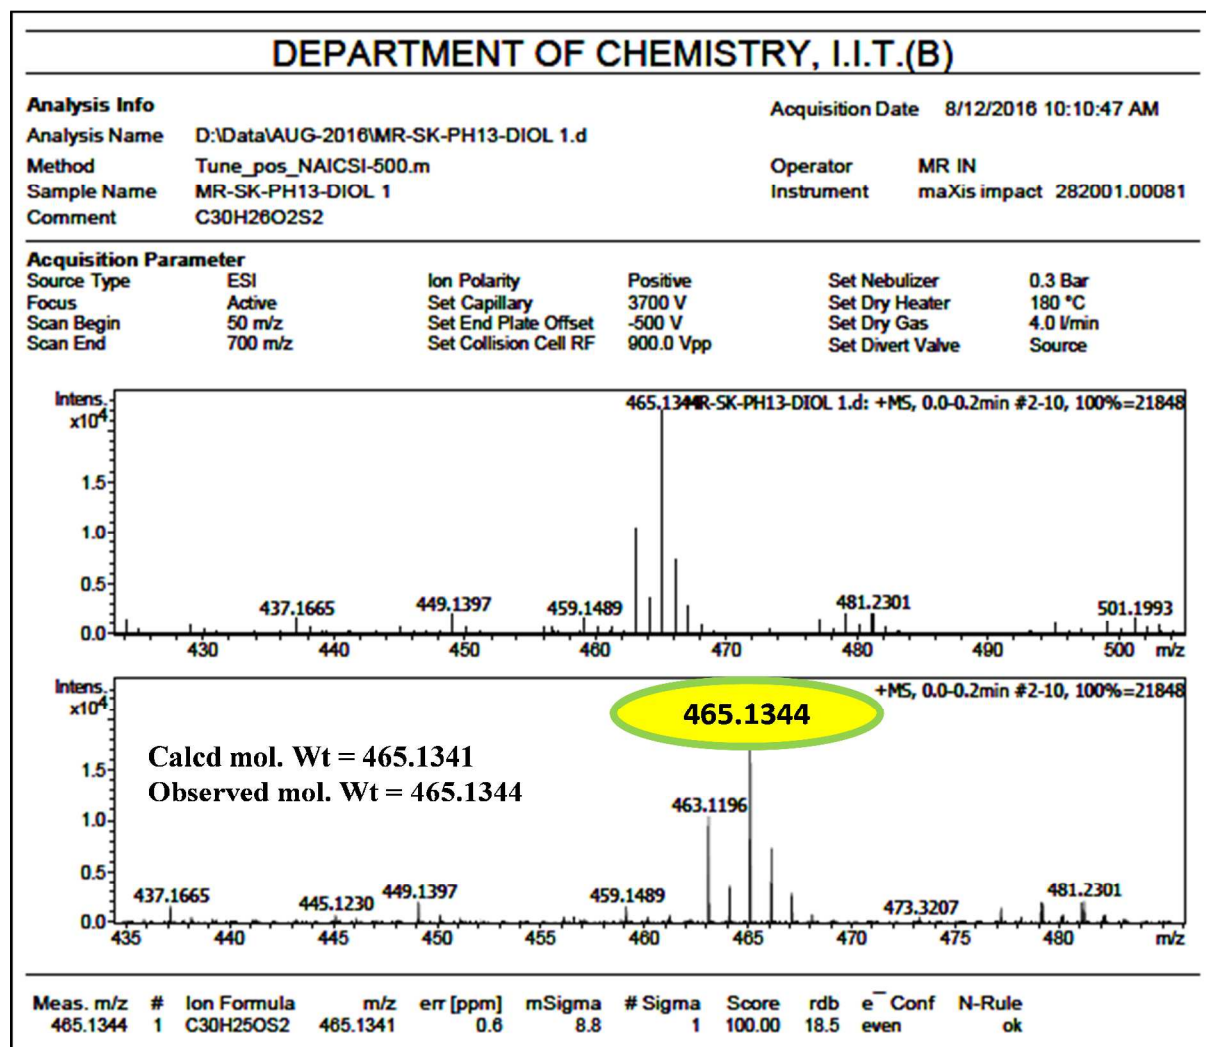 DEPARTMENT OF CHEMISTRY, I.I.T.(B)
Analysis Info
Acquisition Date 8/12/2016 10:10:47 AM
Analysis Name D:\Data\AUG-2016\MR-SK-PH13-DIOL 1.d
Method Tune_pos_NAICSI-500.m Operator MR IN
Sample Name MR-SK-PH13-DIOL 1 Instrument maXis impact 282001.00081
Comment C30H26O2S2
Acquisition Parameter
Source Type ESI Ion Polarity Positive Set Nebulizer 0.3 Bar
Focus Active Set Capillary 3700 V Set Dry Heater 180 °C
Scan Begin 50 m/z Set End Plate Offset -500 V Set Dry Gas 4.0 l/min
Scan End 700 m/z Set Collision Cell RF 900.0 Vpp Set Divert Valve Source
Intens.
x10⁴
465.1344 MR-SK-PH13-DIOL 1.d: +MS, 0.0-0.2min #2-10, 100%=21848
1.5
1.0
0.5
0.0
437.1665 449.1397 459.1489 481.2301 501.1993
430 440 450 460 470 480 490 500 m/z
Intens.
x10⁴
+MS, 0.0-0.2min #2-10, 100%=21848
465.1344
Calcd mol. Wt = 465.1341
Observed mol. Wt = 465.1344
1.5
1.0
0.5
0.0
463.1196
437.1665 445.1230 449.1397 459.1489 473.3207 481.2301
435 440 445 450 455 460 465 470 475 480 m/z
Meas. m/z # Ion Formula m/z err [ppm] mSigma # Sigma Score rdb e⁻ Conf N-Rule
465.1344 1 C30H25OS2 465.1341 0.6 8.8 1 100.00 18.5 even ok